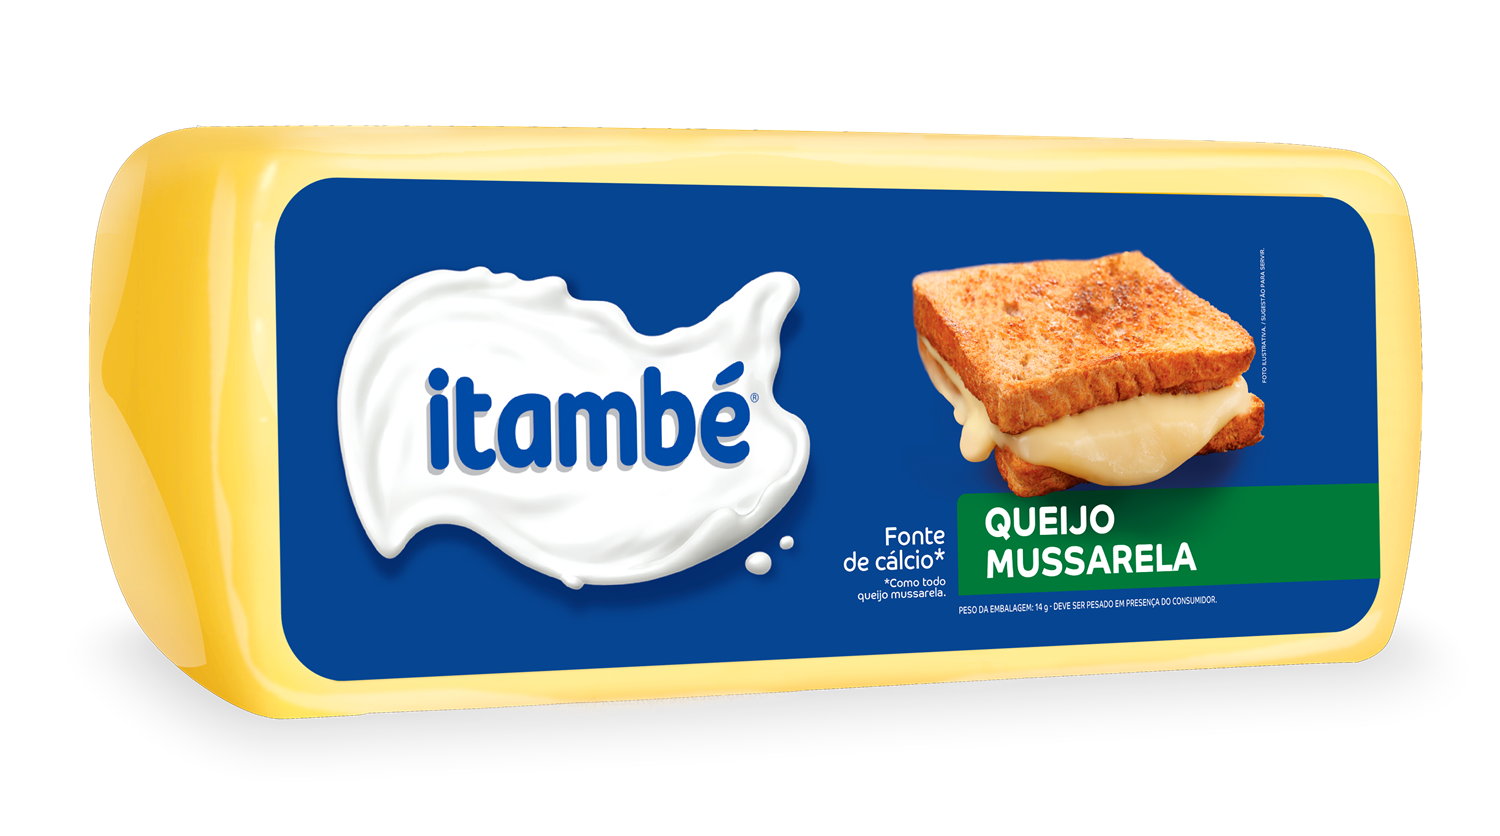 itambé®
FOTO ILUSTRATIVA. / SUGESTÃO PARA SERVIR.
Fonte
de cálcio*
*Como todo
queijo mussarela.
QUEIJO
MUSSARELA
PESO DA EMBALAGEM: 14 g - DEVE SER PESADO EM PRESENÇA DO CONSUMIDOR.